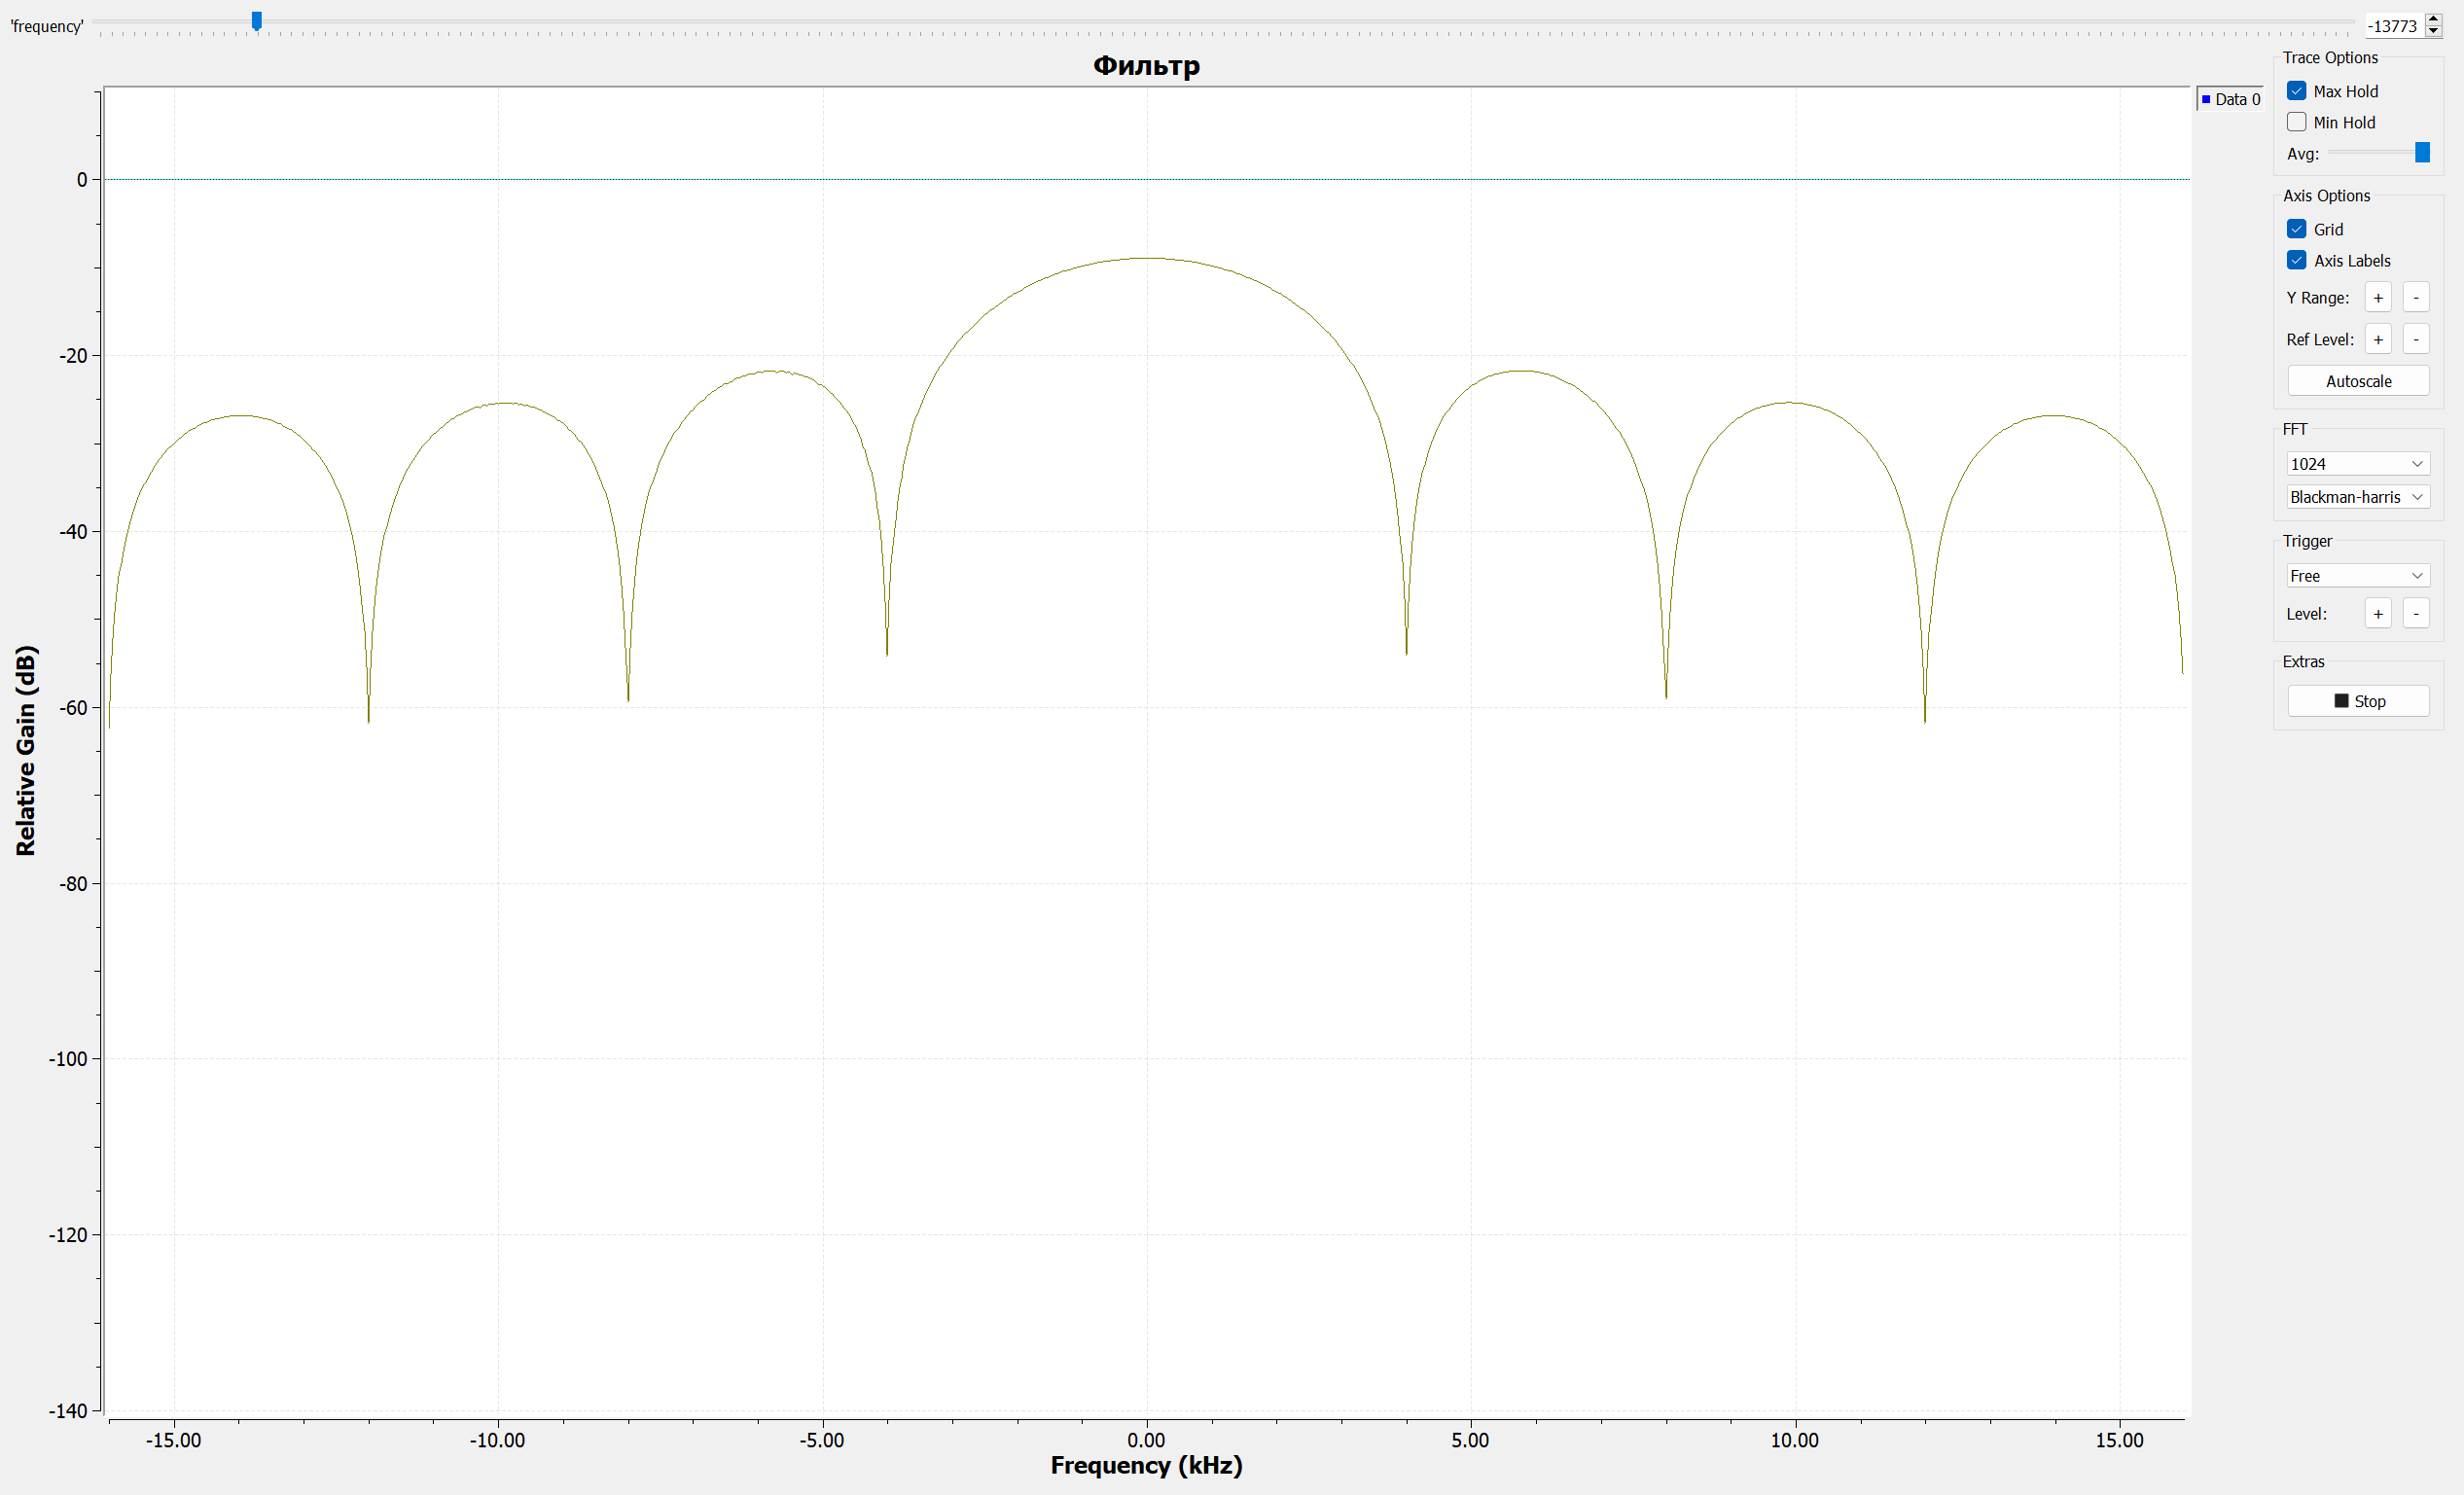 'frequency'
-13773
Фильтр
Data 0
Trace Options
Max Hold
Min Hold
Avg:
Axis Options
Grid
Axis Labels
Y Range: + -
Ref Level: + -
Autoscale
FFT
1024
Blackman-harris
Trigger
Free
Level: + -
Extras
Stop
Relative Gain (dB)
0
-20
-40
-60
-80
-100
-120
-140
-15.00 -10.00 -5.00 0.00 5.00 10.00 15.00
Frequency (kHz)